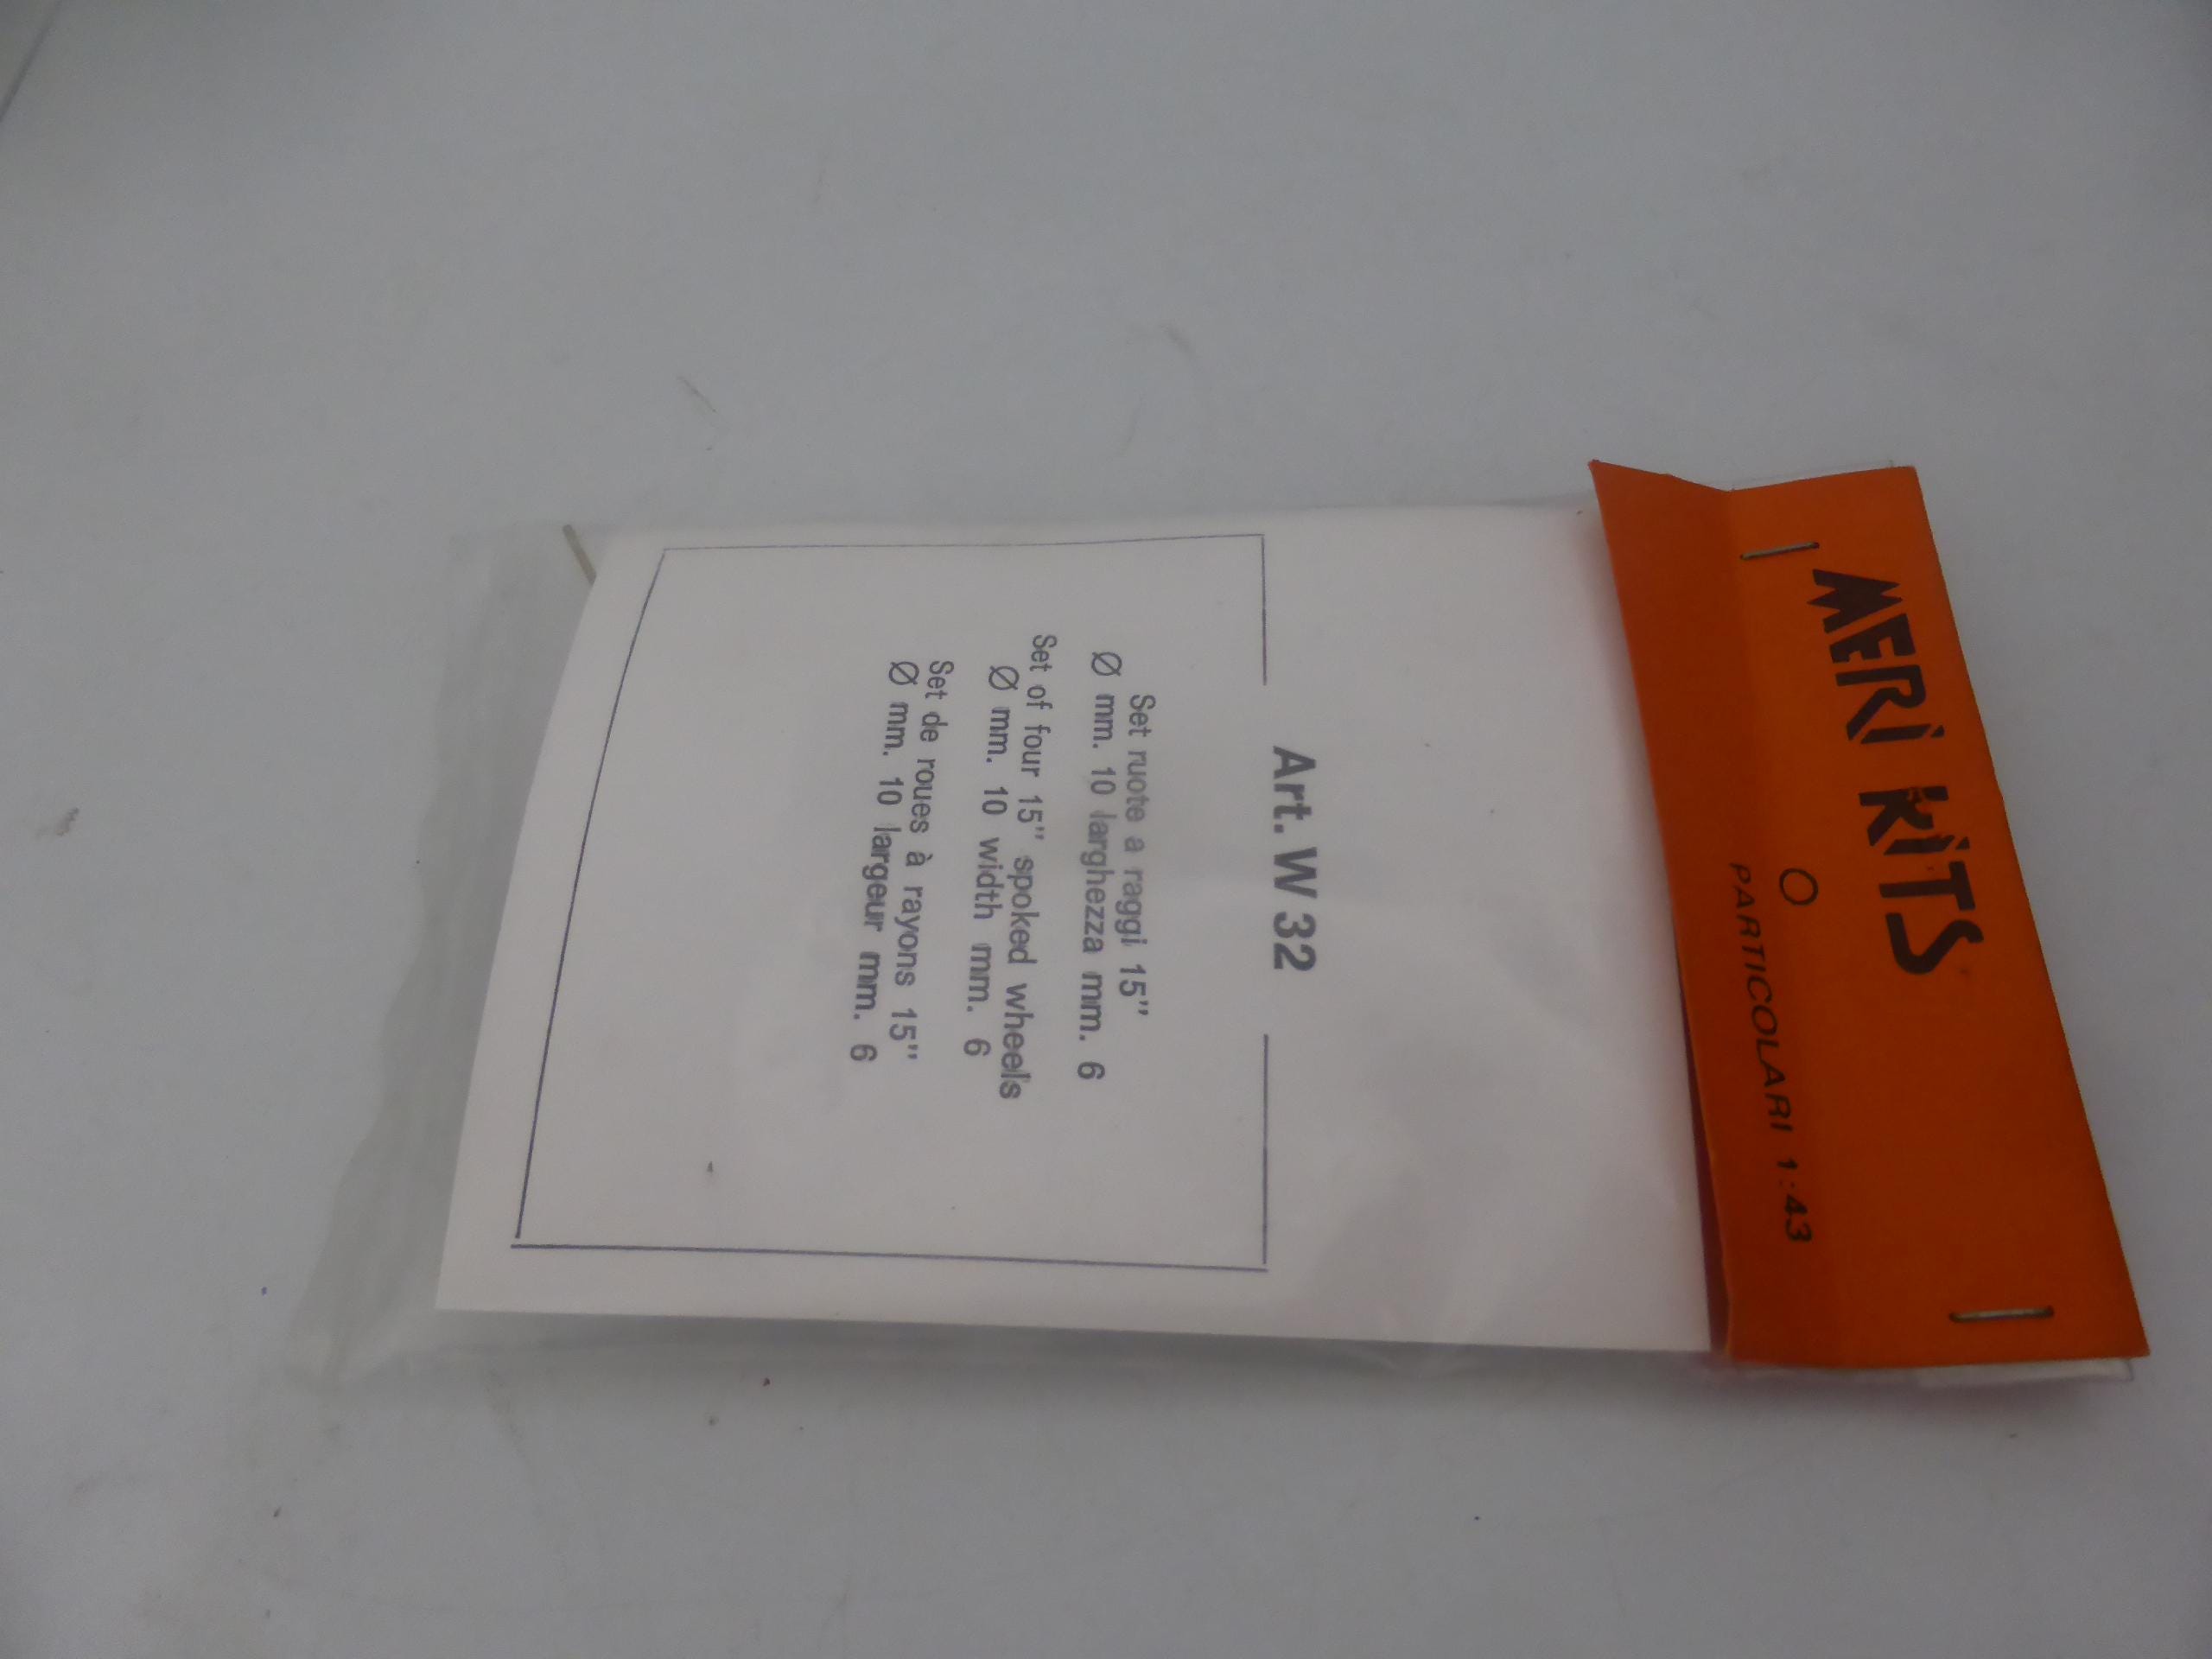 MERI KITS
PARTICOLARI 1:43
Art. W 32
Set ruote a raggi 15"
Ø mm. 10 larghezza mm. 6
Set of four 15" spoked wheels
Ø mm. 10 width mm. 6
Set de roues à rayons 15"
Ø mm. 10 largeur mm. 6